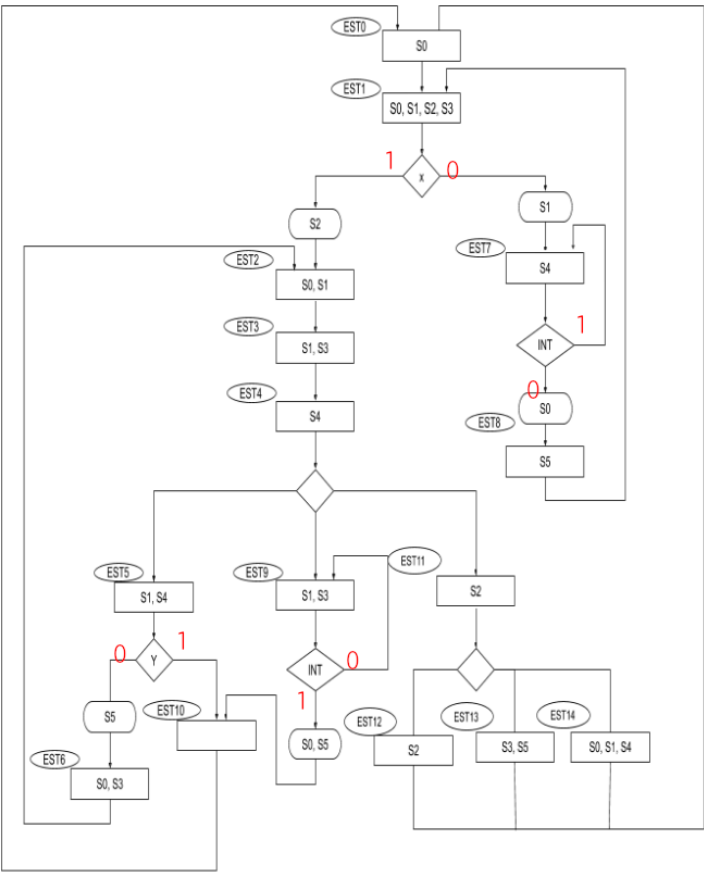 EST0
S0
EST1
S0, S1, S2, S3
1
x
0
S2
S1
EST2
S0, S1
EST7
S4
EST3
S1, S3
INT
1
EST4
S4
0
S0
EST8
S5
EST5
S1, S4
EST9
S1, S3
EST11
S2
0
Y
1
INT
0
1
S5
EST10
S0, S5
EST12
S2
EST13
S3, S5
EST14
S0, S1, S4
EST6
S0, S3